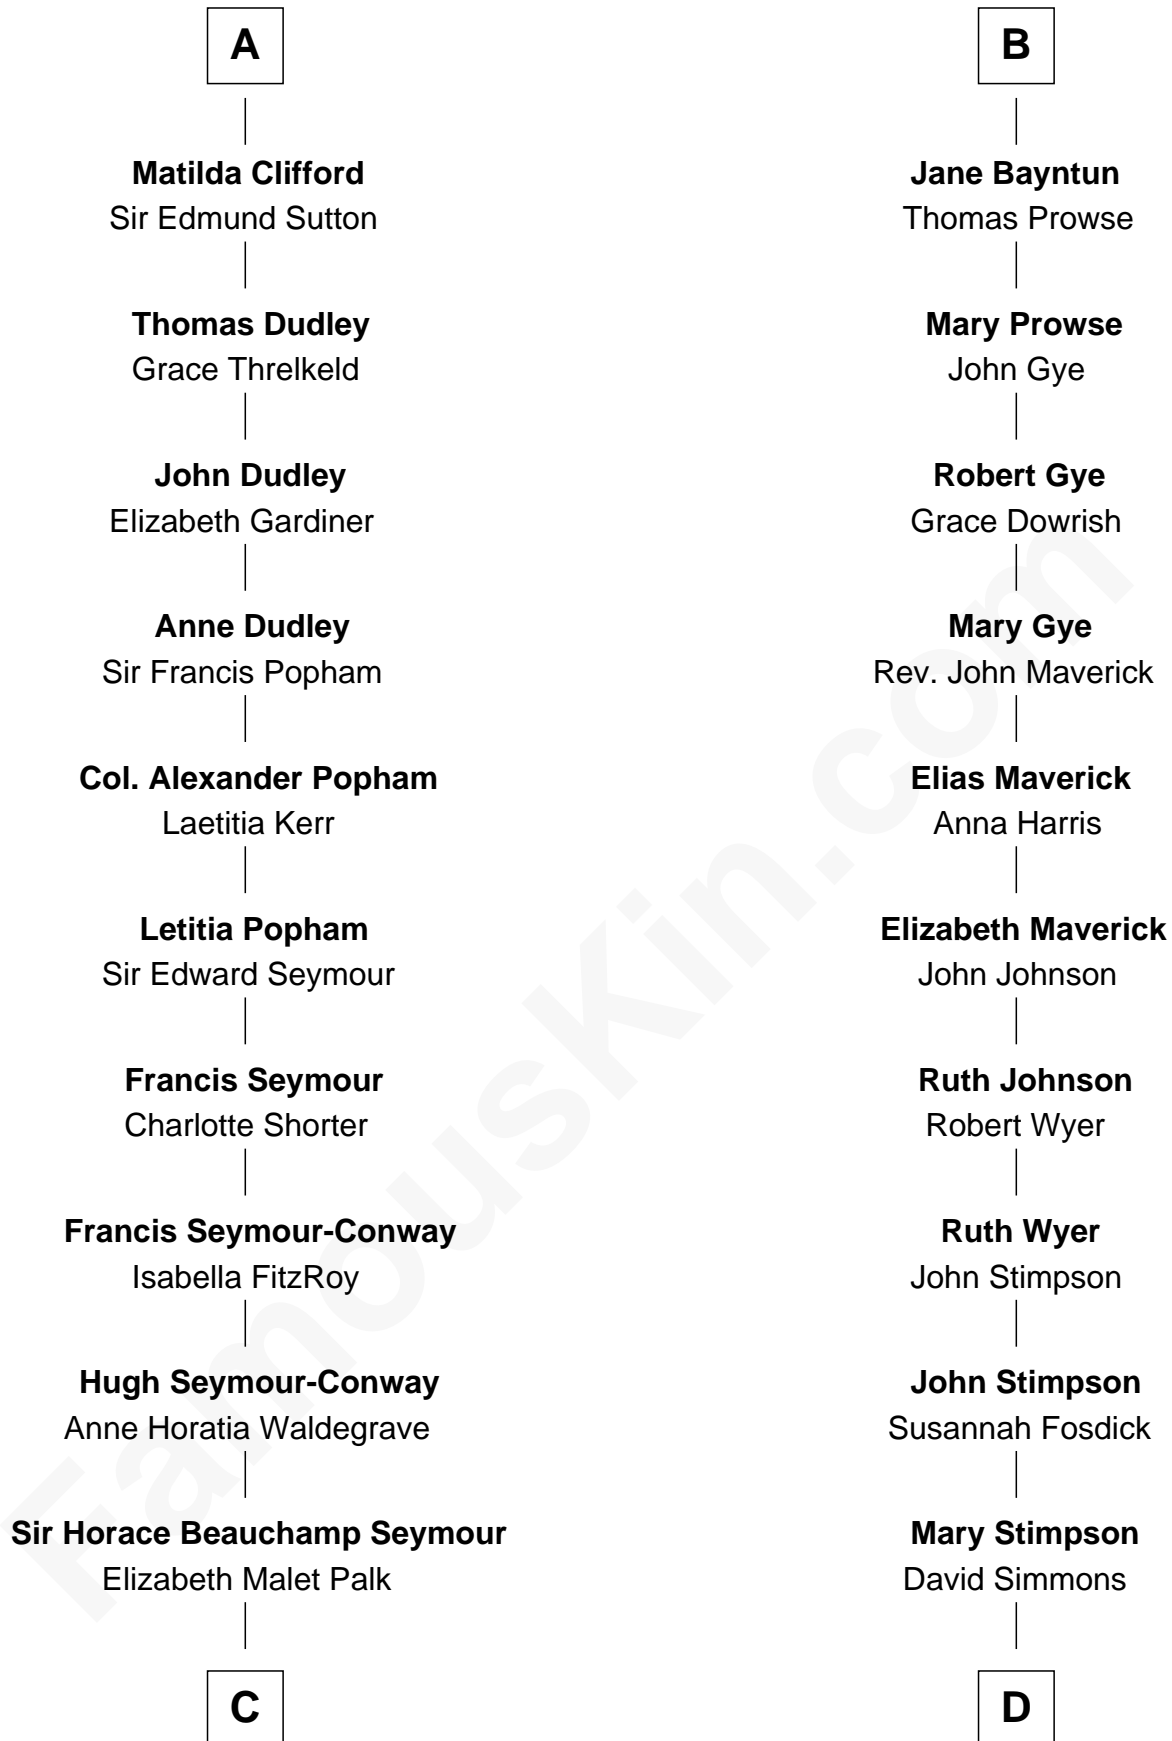 A
Matilda Clifford
Sir Edmund Sutton
Thomas Dudley
Grace Threlkeld
John Dudley
Elizabeth Gardiner
Anne Dudley
Sir Francis Popham
Col. Alexander Popham
Laetitia Kerr
Letitia Popham
Sir Edward Seymour
Francis Seymour
Charlotte Shorter
Francis Seymour-Conway
Isabella FitzRoy
Hugh Seymour-Conway
Anne Horatia Waldegrave
Sir Horace Beauchamp Seymour
Elizabeth Malet Palk
C
B
Jane Bayntun
Thomas Prowse
Mary Prowse
John Gye
Robert Gye
Grace Dowrish
Mary Gye
Rev. John Maverick
Elias Maverick
Anna Harris
Elizabeth Maverick
John Johnson
Ruth Johnson
Robert Wyer
Ruth Wyer
John Stimpson
John Stimpson
Susannah Fosdick
Mary Stimpson
David Simmons
D
FamousKin.com